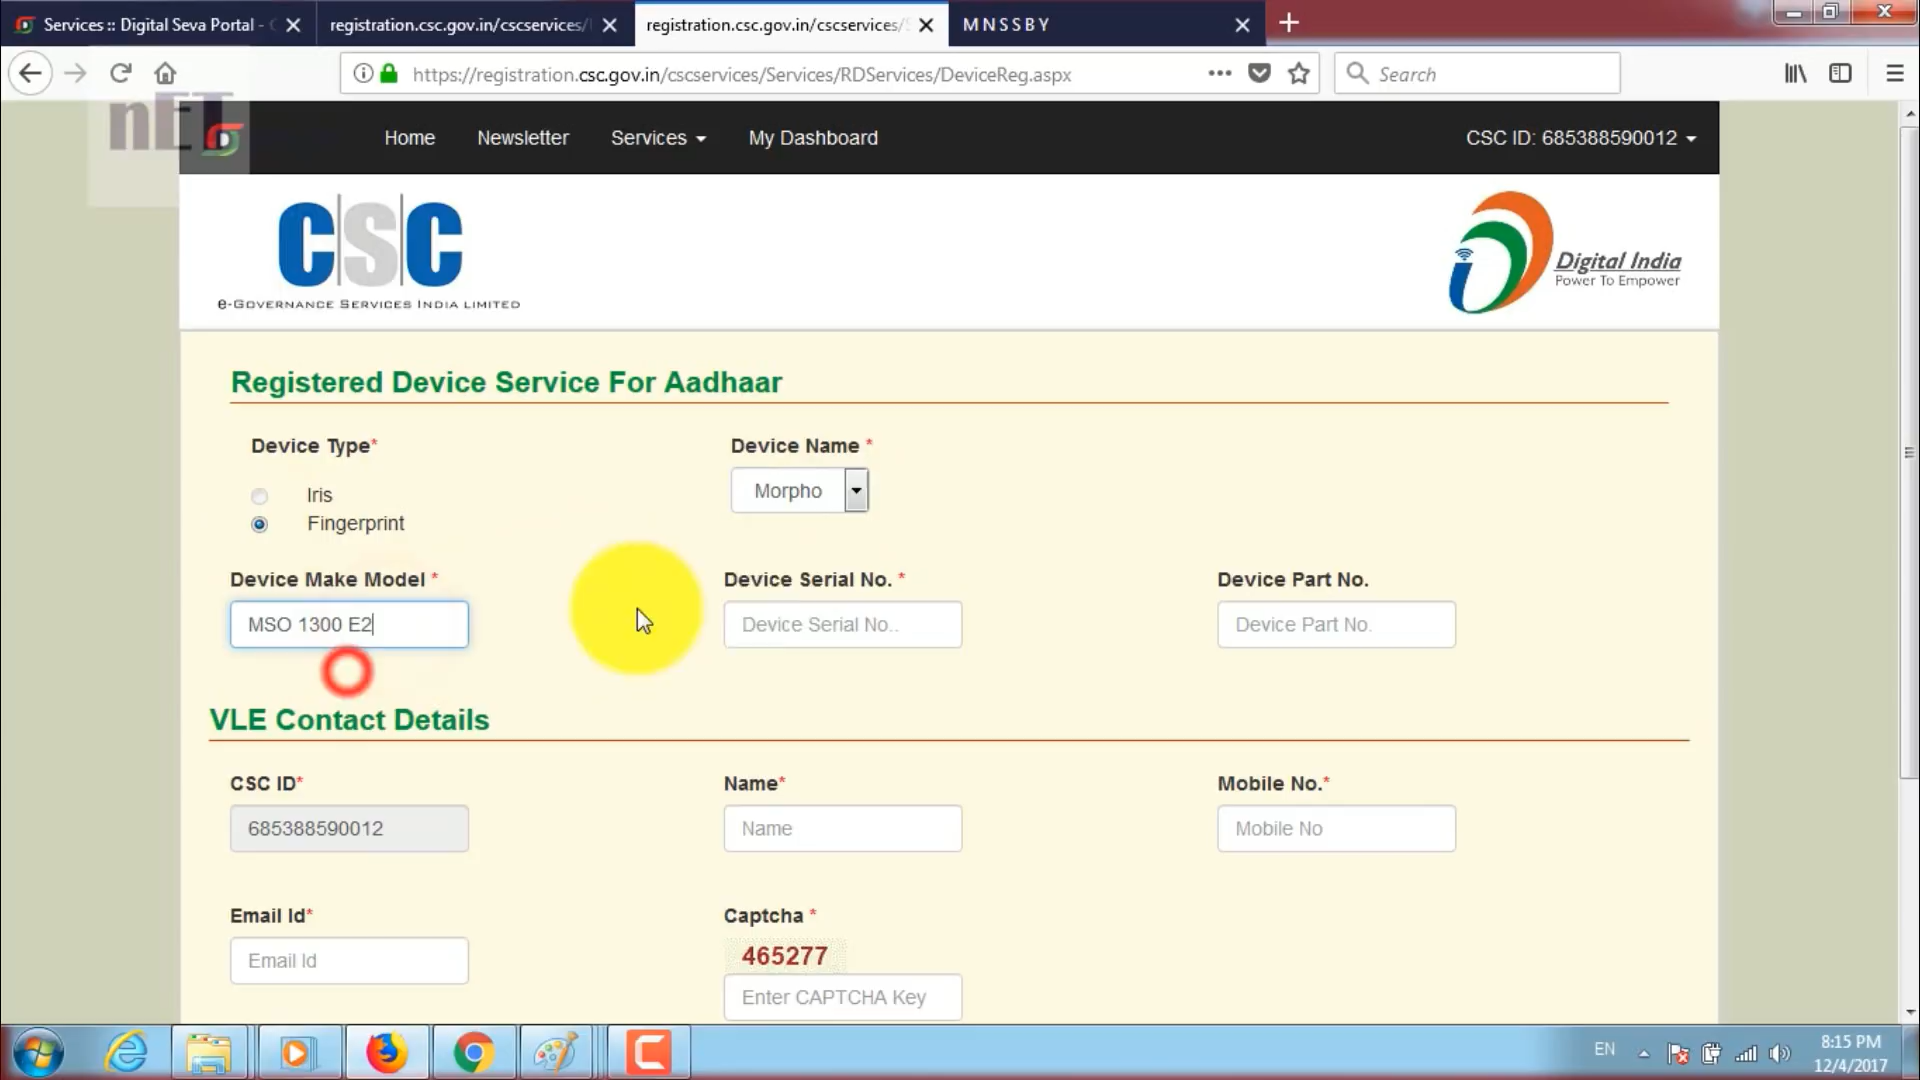 Services :: Digital Seva Portal -
registration.csc.gov.in/cscservices/
registration.csc.gov.in/cscservices/
MNSSBY
https://registration.csc.gov.in/cscservices/Services/RDServices/DeviceReg.aspx
Search
nET
Home
Newsletter
Services
My Dashboard
CSC ID: 685388590012
CSC
e-Governance Services India Limited
Digital India
Power To Empower
Registered Device Service For Aadhaar
Device Type*
Device Name *
Iris
Fingerprint
Morpho
Device Make Model *
Device Serial No. *
Device Part No.
MSO 1300 E2
Device Serial No..
Device Part No.
VLE Contact Details
CSC ID*
Name*
Mobile No.*
685388590012
Name
Mobile No
Email Id*
Captcha *
465277
Email Id
Enter CAPTCHA Key
EN
8:15 PM
12/4/2017